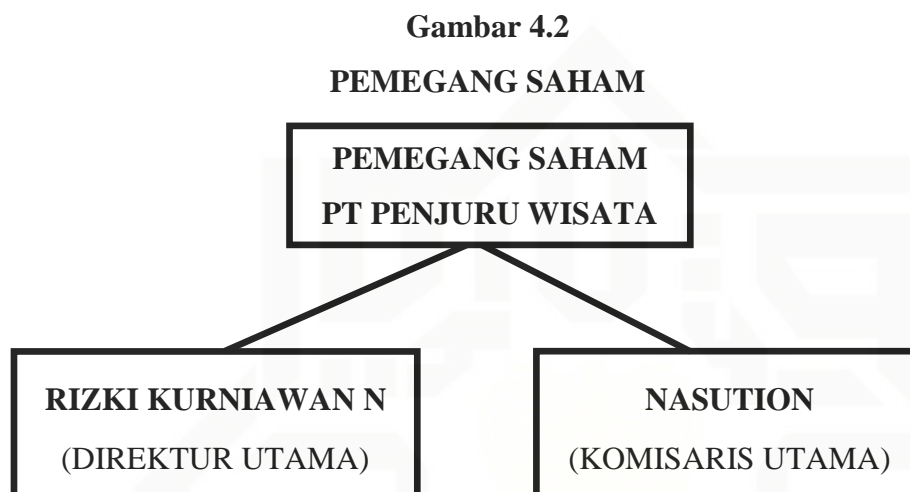 Gambar 4.2
PEMEGANG SAHAM
PEMEGANG SAHAM
PT PENJURU WISATA
RIZKI KURNIAWAN N
(DIREKTUR UTAMA)
NASUTION
(KOMISARIS UTAMA)